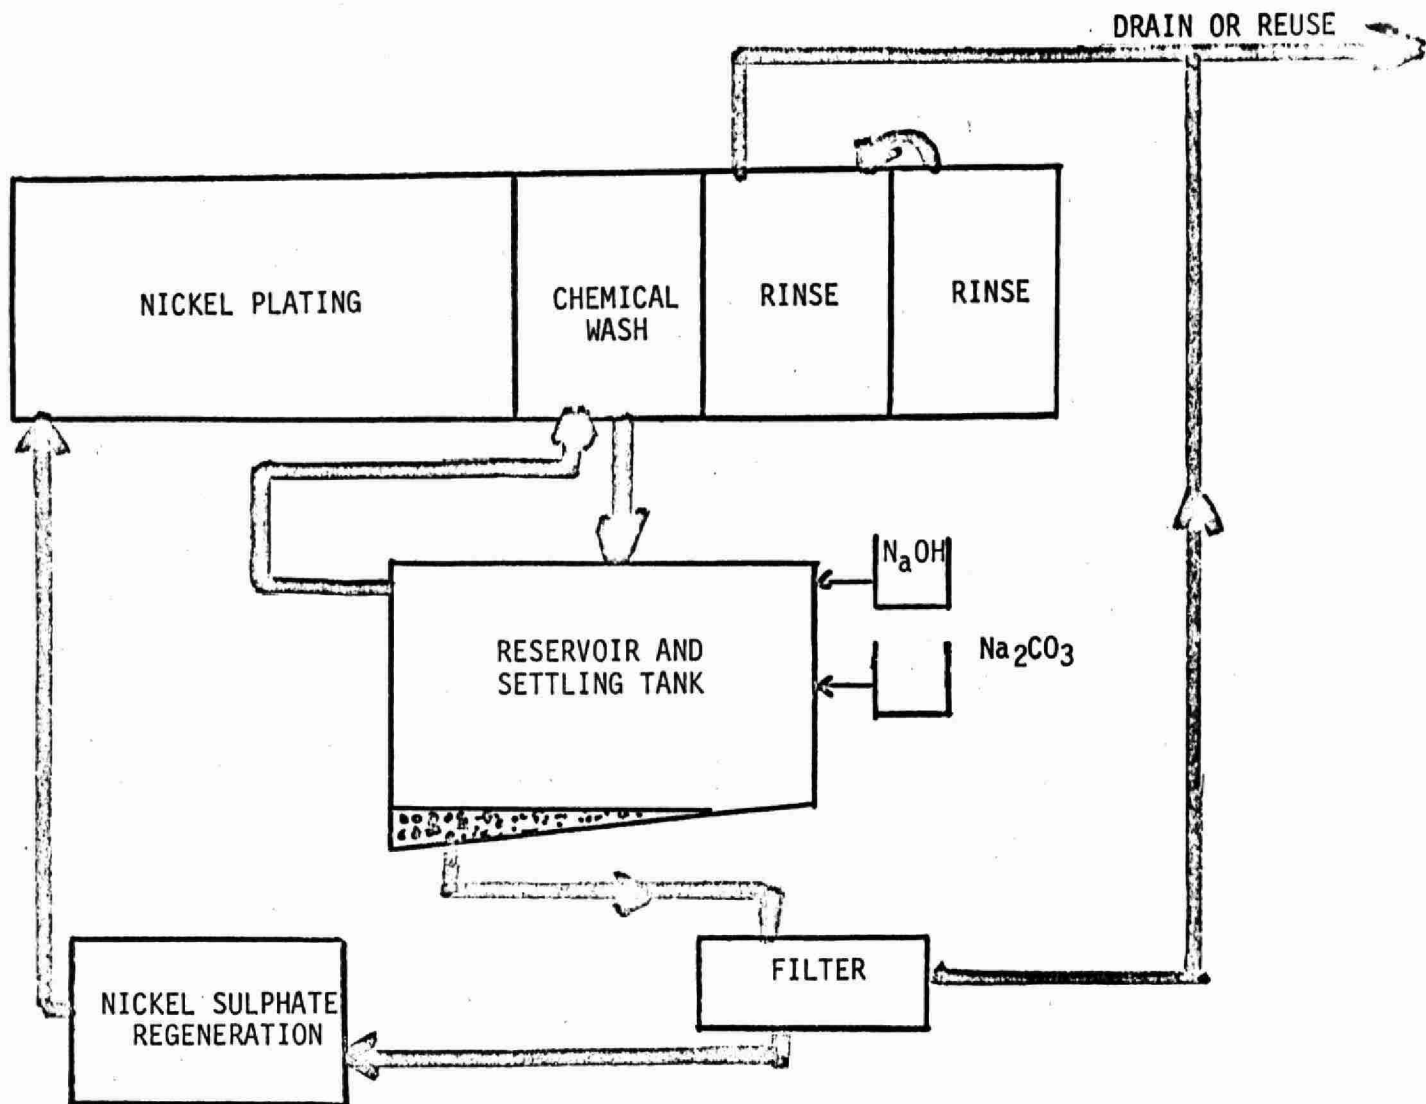 DRAIN OR REUSE
NICKEL PLATING
CHEMICAL
WASH
RINSE
RINSE
NaOH
Na2CO3
RESERVOIR AND
SETTLING TANK
FILTER
NICKEL SULPHATE
REGENERATION